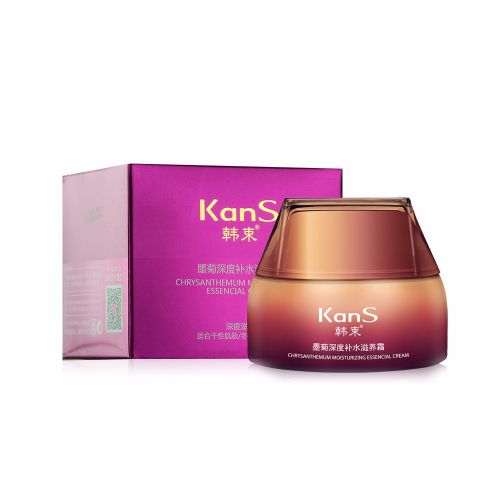 KanS
韩束®
墨菊深度补水
CHRYSANTHEMUM
ESSENCIAL
深度滋
适合干性肌肤/
KanS
韩束
墨菊深度补水滋养霜
CHRYSANTHEMUM MOISTURIZING ESSENCIAL CREAM